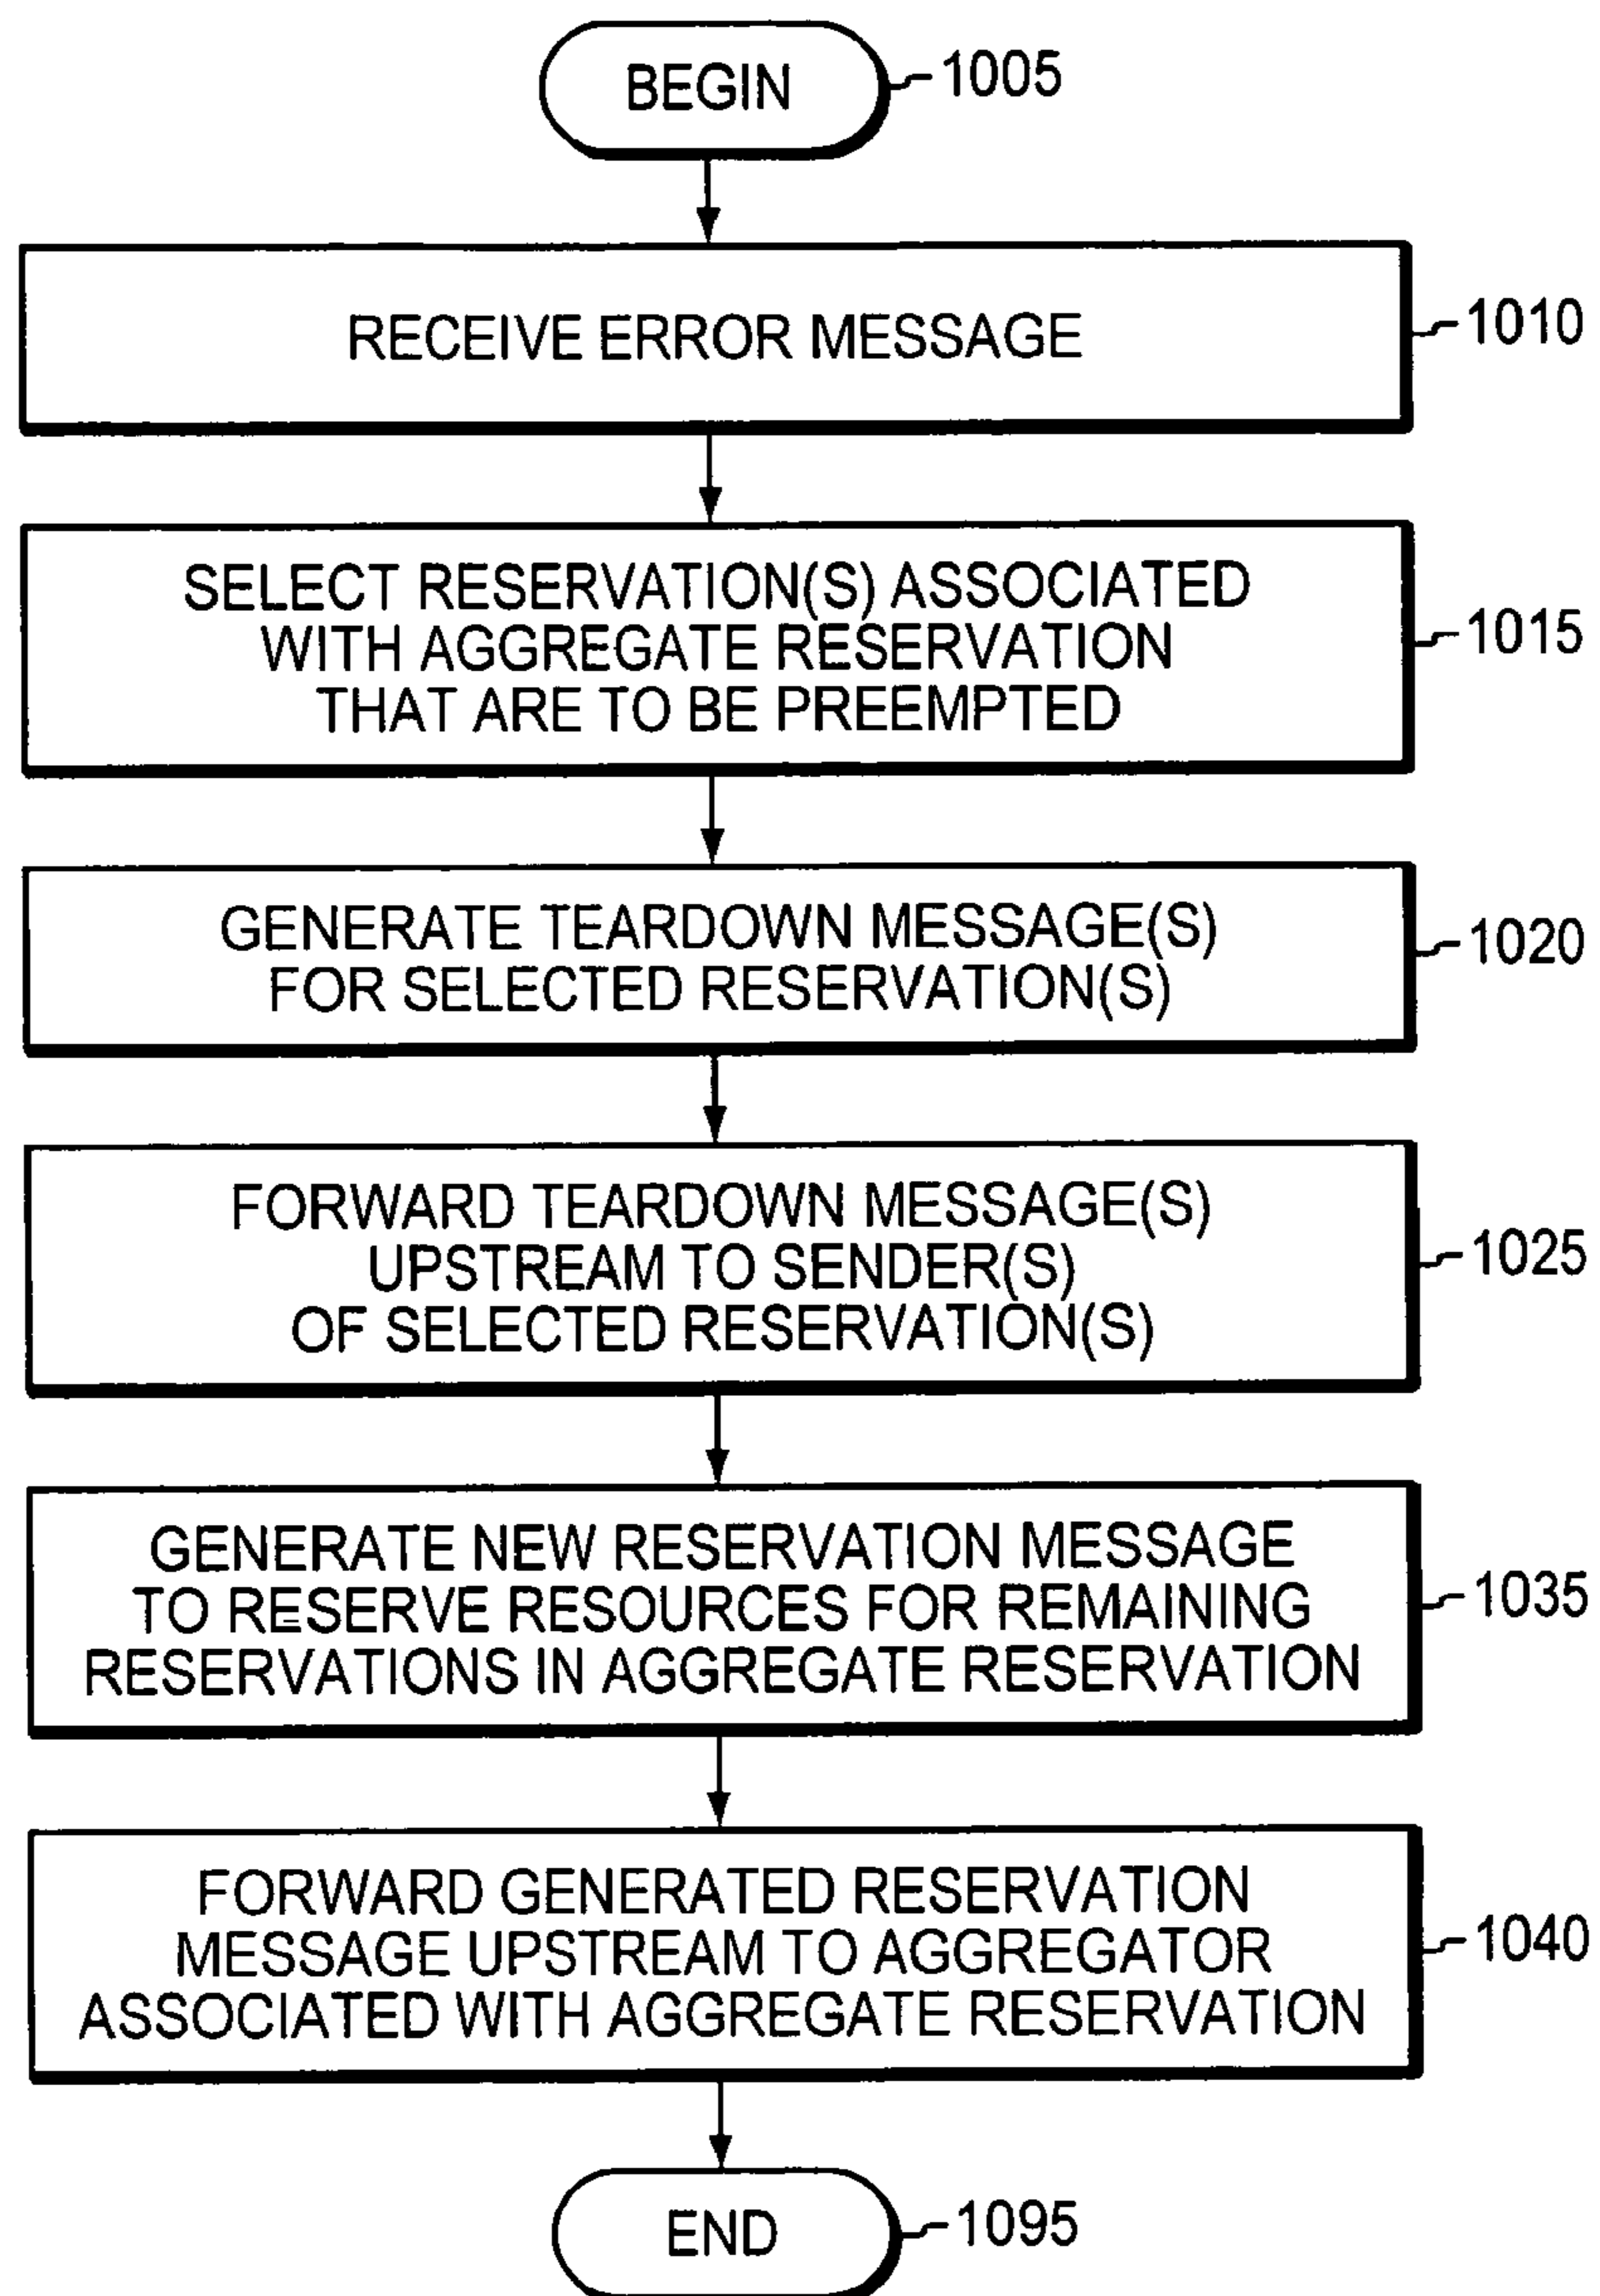 BEGIN
1005
RECEIVE ERROR MESSAGE
1010
SELECT RESERVATION(S) ASSOCIATED
WITH AGGREGATE RESERVATION
THAT ARE TO BE PREEMPTED
1015
GENERATE TEARDOWN MESSAGE(S)
FOR SELECTED RESERVATION(S)
1020
FORWARD TEARDOWN MESSAGE(S)
UPSTREAM TO SENDER(S)
OF SELECTED RESERVATION(S)
1025
GENERATE NEW RESERVATION MESSAGE
TO RESERVE RESOURCES FOR REMAINING
RESERVATIONS IN AGGREGATE RESERVATION
1035
FORWARD GENERATED RESERVATION
MESSAGE UPSTREAM TO AGGREGATOR
ASSOCIATED WITH AGGREGATE RESERVATION
1040
END
1095